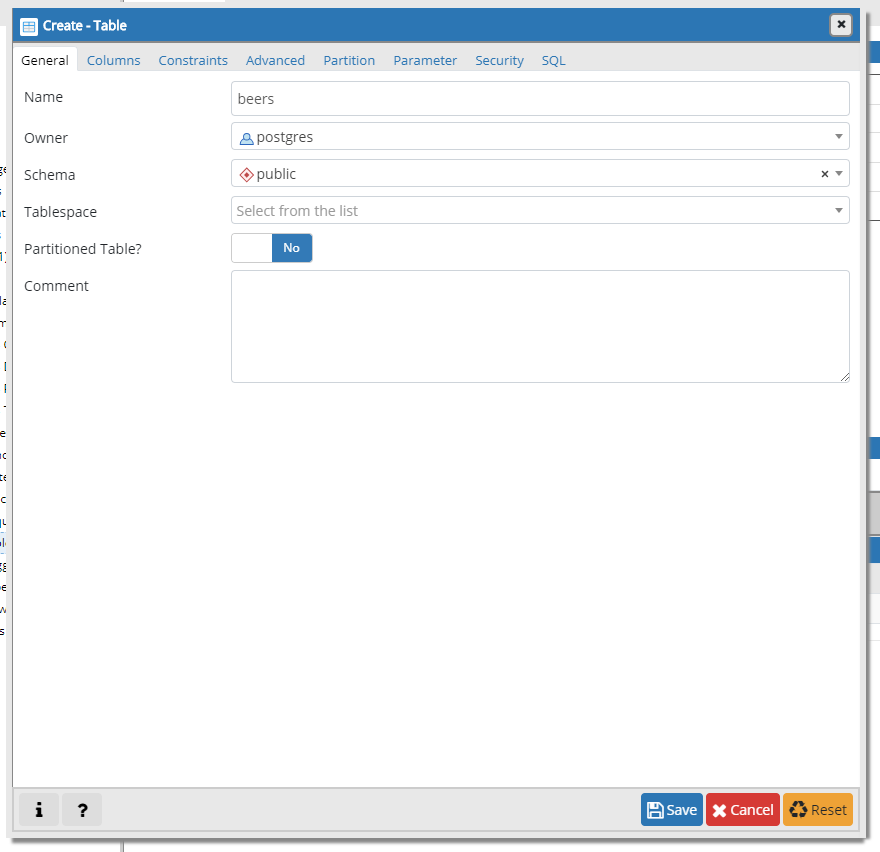 Create - Table
General Columns Constraints Advanced Partition Parameter Security SQL
Name beers
Owner postgres
Schema public
Tablespace Select from the list
Partitioned Table? No
Comment
i ? Save Cancel Reset